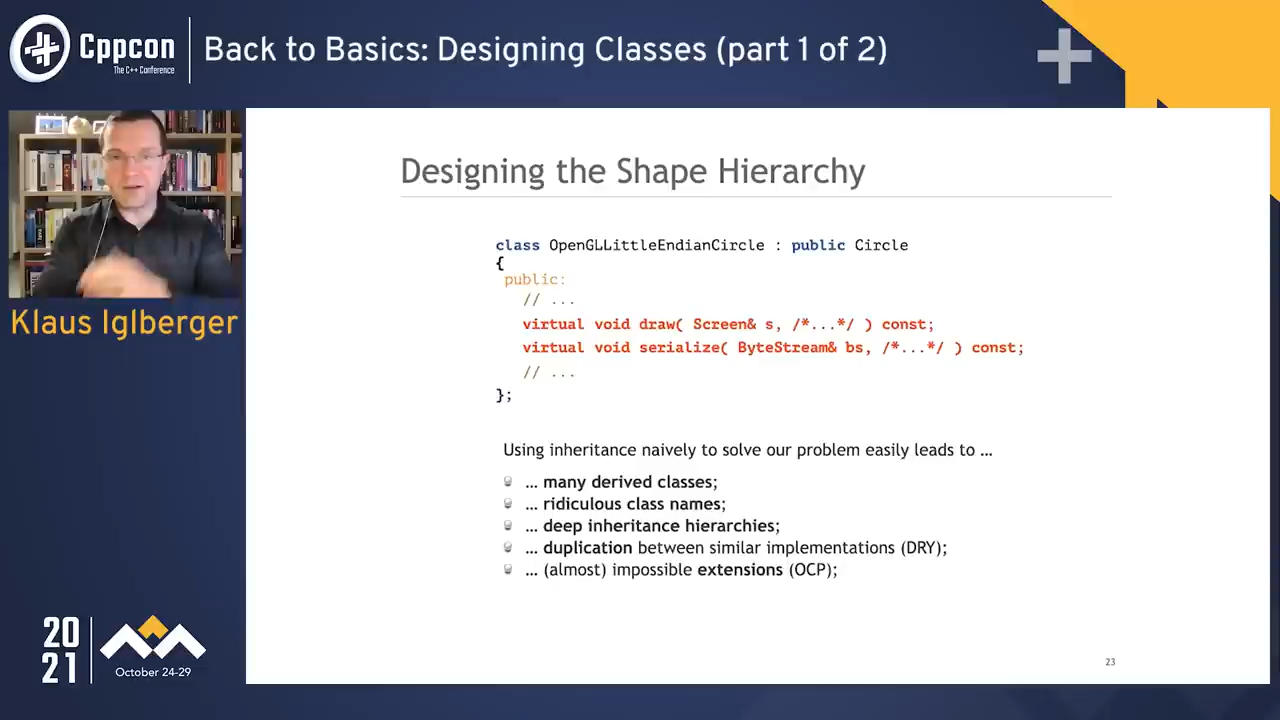 Cppcon
The C++ Conference
Back to Basics: Designing Classes (part 1 of 2)
Klaus Iglberger
Designing the Shape Hierarchy
class OpenGLLittleEndianCircle : public Circle
{
public:
// ...
virtual void draw( Screen& s, /*...*/ ) const;
virtual void serialize( ByteStream& bs, /*...*/ ) const;
// ...
};
Using inheritance naively to solve our problem easily leads to …
… many derived classes;
… ridiculous class names;
… deep inheritance hierarchies;
… duplication between similar implementations (DRY);
… (almost) impossible extensions (OCP);
23
20
21
October 24-29